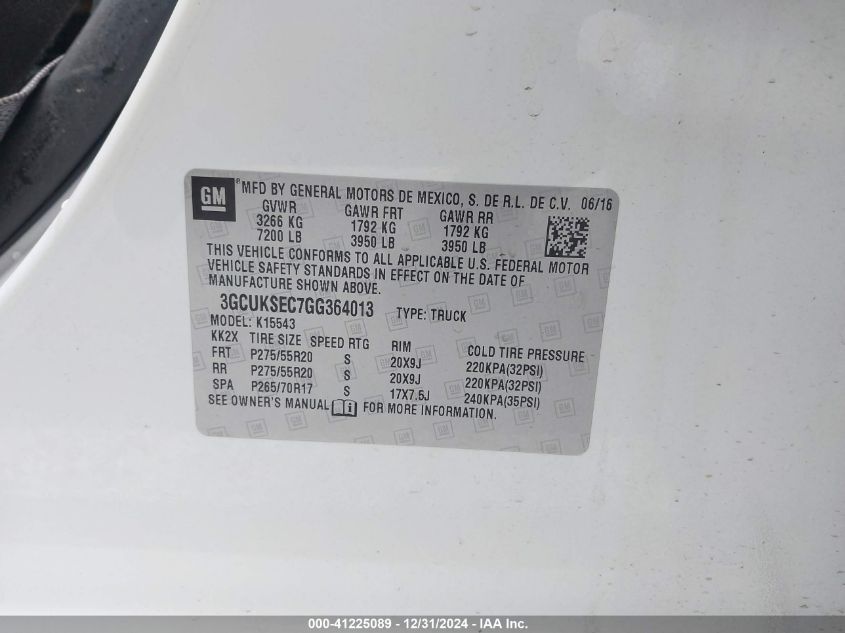 GM ® MFD BY GENERAL MOTORS DE MEXICO, S. DE R.L. DE C.V. 06/16
GVWR GAWR FRT GAWR RR
3266 KG 1792 KG 1792 KG
7200 LB 3950 LB 3950 LB
THIS VEHICLE CONFORMS TO ALL APPLICABLE U.S. FEDERAL MOTOR
VEHICLE SAFETY STANDARDS IN EFFECT ON THE DATE OF
MANUFACTURE SHOWN ABOVE.
3GCUKSEC7GG364013 TYPE: TRUCK
MODEL: K15543
KK2X TIRE SIZE SPEED RTG RIM COLD TIRE PRESSURE
FRT P275/55R20 S 20X9J 220KPA(32PSI)
RR P275/55R20 S 20X9J 220KPA(32PSI)
SPA P265/70R17 S 17X7.5J 240KPA(35PSI)
SEE OWNER'S MANUAL FOR MORE INFORMATION.
000-41225089 - 12/31/2024 - IAA Inc.